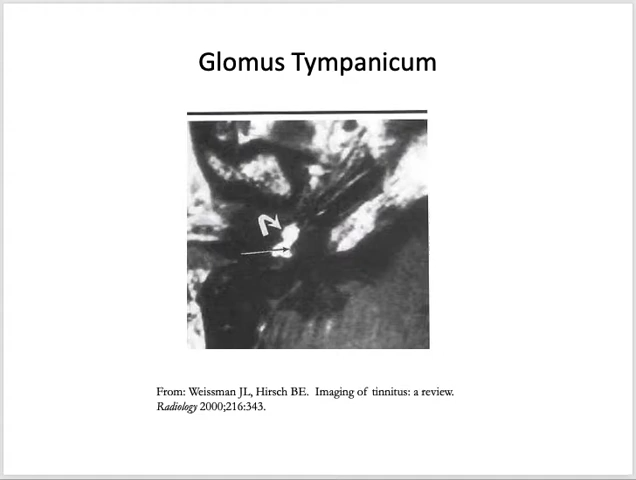 Glomus Tympanicum
From: Weissman JL, Hirsch BE. Imaging of tinnitus: a review.
Radiology 2000;216:343.